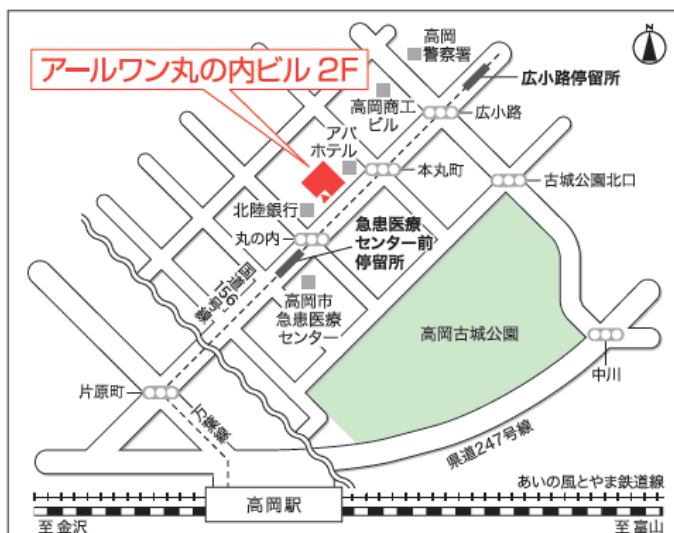 N
高岡
警察署
アールワン丸の内ビル 2F
広小路停留所
高岡商工
ビル
広小路
アパ
ホテル
本丸町
古城公園北口
北陸銀行
丸の内
急患医療
センター前
停留所
国道156号線
高岡市
急患医療
センター
高岡古城公園
片原町
万葉線
中川
県道247号線
あいの風とやま鉄道線
高岡駅
至 金沢
至 富山